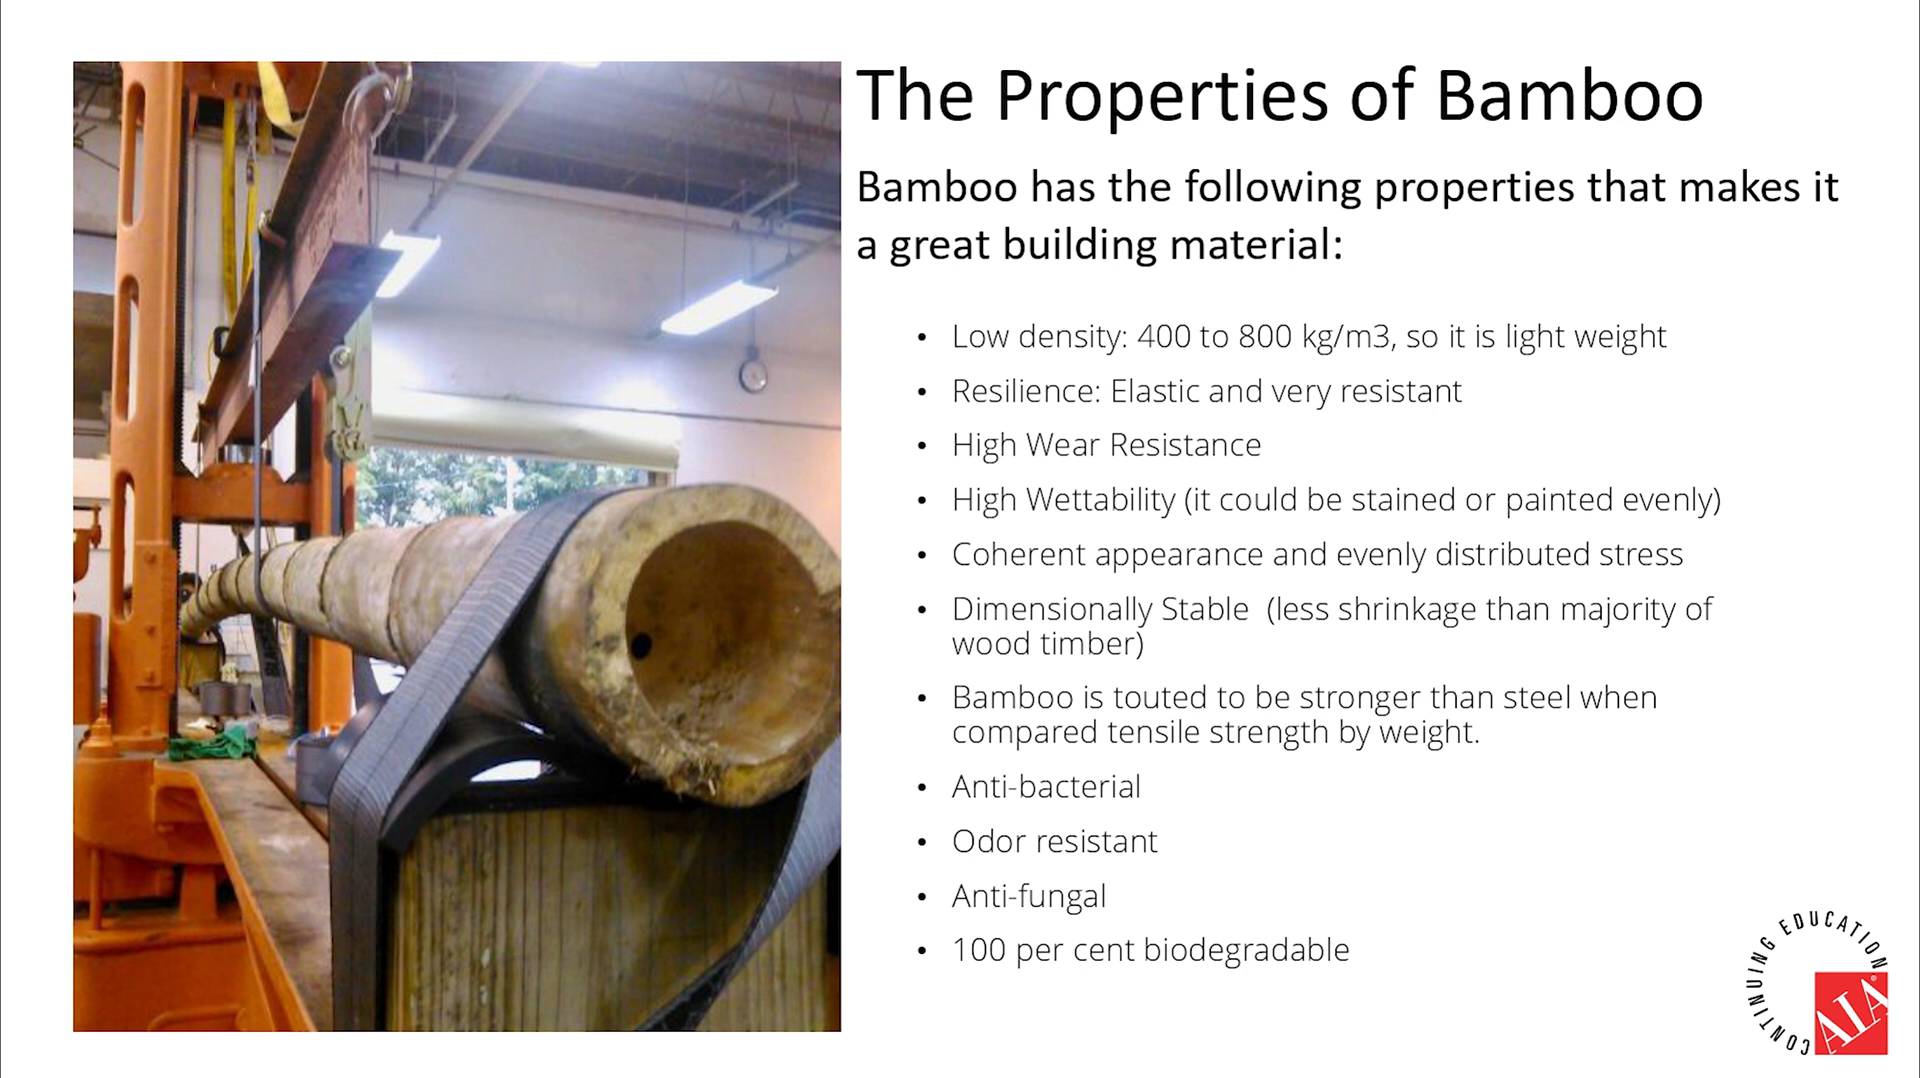 The Properties of Bamboo
Bamboo has the following properties that makes it
a great building material:
• Low density: 400 to 800 kg/m3, so it is light weight
• Resilience: Elastic and very resistant
• High Wear Resistance
• High Wettability (it could be stained or painted evenly)
• Coherent appearance and evenly distributed stress
• Dimensionally Stable  (less shrinkage than majority of
wood timber)
• Bamboo is touted to be stronger than steel when
compared tensile strength by weight.
• Anti-bacterial
• Odor resistant
• Anti-fungal
• 100 per cent biodegradable
CONTINUING EDUCATION
AIA®